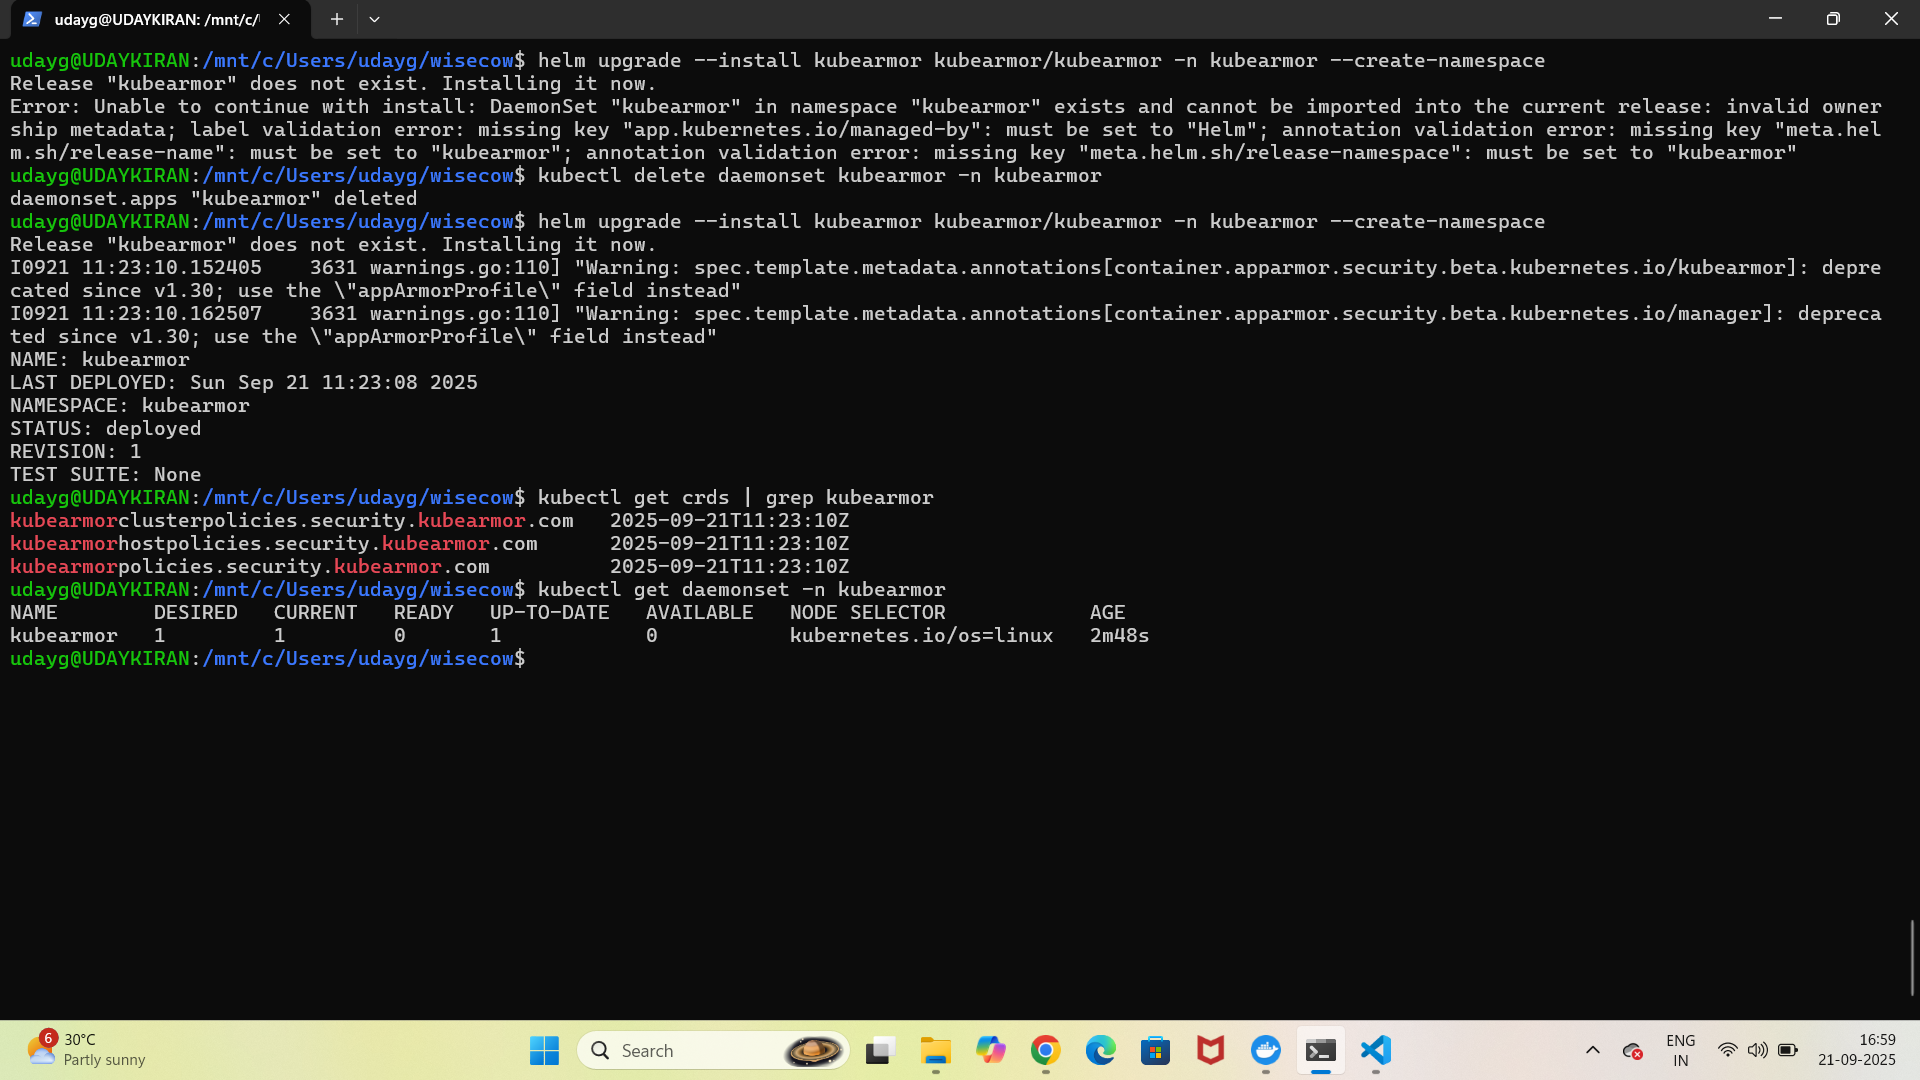 udayg@UDAYKIRAN: /mnt/c/
udayg@UDAYKIRAN:/mnt/c/Users/udayg/wisecow$ helm upgrade --install kubearmor kubearmor/kubearmor -n kubearmor --create-namespace
Release "kubearmor" does not exist. Installing it now.
Error: Unable to continue with install: DaemonSet "kubearmor" in namespace "kubearmor" exists and cannot be imported into the current release: invalid owner
ship metadata; label validation error: missing key "app.kubernetes.io/managed-by": must be set to "Helm"; annotation validation error: missing key "meta.hel
m.sh/release-name": must be set to "kubearmor"; annotation validation error: missing key "meta.helm.sh/release-namespace": must be set to "kubearmor"
udayg@UDAYKIRAN:/mnt/c/Users/udayg/wisecow$ kubectl delete daemonset kubearmor -n kubearmor
daemonset.apps "kubearmor" deleted
udayg@UDAYKIRAN:/mnt/c/Users/udayg/wisecow$ helm upgrade --install kubearmor kubearmor/kubearmor -n kubearmor --create-namespace
Release "kubearmor" does not exist. Installing it now.
I0921 11:23:10.152405    3631 warnings.go:110] "Warning: spec.template.metadata.annotations[container.apparmor.security.beta.kubernetes.io/kubearmor]: depre
cated since v1.30; use the \"appArmorProfile\" field instead"
I0921 11:23:10.162507    3631 warnings.go:110] "Warning: spec.template.metadata.annotations[container.apparmor.security.beta.kubernetes.io/manager]: depreca
ted since v1.30; use the \"appArmorProfile\" field instead"
NAME: kubearmor
LAST DEPLOYED: Sun Sep 21 11:23:08 2025
NAMESPACE: kubearmor
STATUS: deployed
REVISION: 1
TEST SUITE: None
udayg@UDAYKIRAN:/mnt/c/Users/udayg/wisecow$ kubectl get crds | grep kubearmor
kubearmorclusterpolicies.security.kubearmor.com   2025-09-21T11:23:10Z
kubearmorhostpolicies.security.kubearmor.com      2025-09-21T11:23:10Z
kubearmorpolicies.security.kubearmor.com          2025-09-21T11:23:10Z
udayg@UDAYKIRAN:/mnt/c/Users/udayg/wisecow$ kubectl get daemonset -n kubearmor
NAME        DESIRED   CURRENT   READY   UP-TO-DATE   AVAILABLE   NODE SELECTOR            AGE
kubearmor   1         1         0       1            0           kubernetes.io/os=linux   2m48s
udayg@UDAYKIRAN:/mnt/c/Users/udayg/wisecow$
6
30°C
Partly sunny
Search
ENG
IN
16:59
21-09-2025